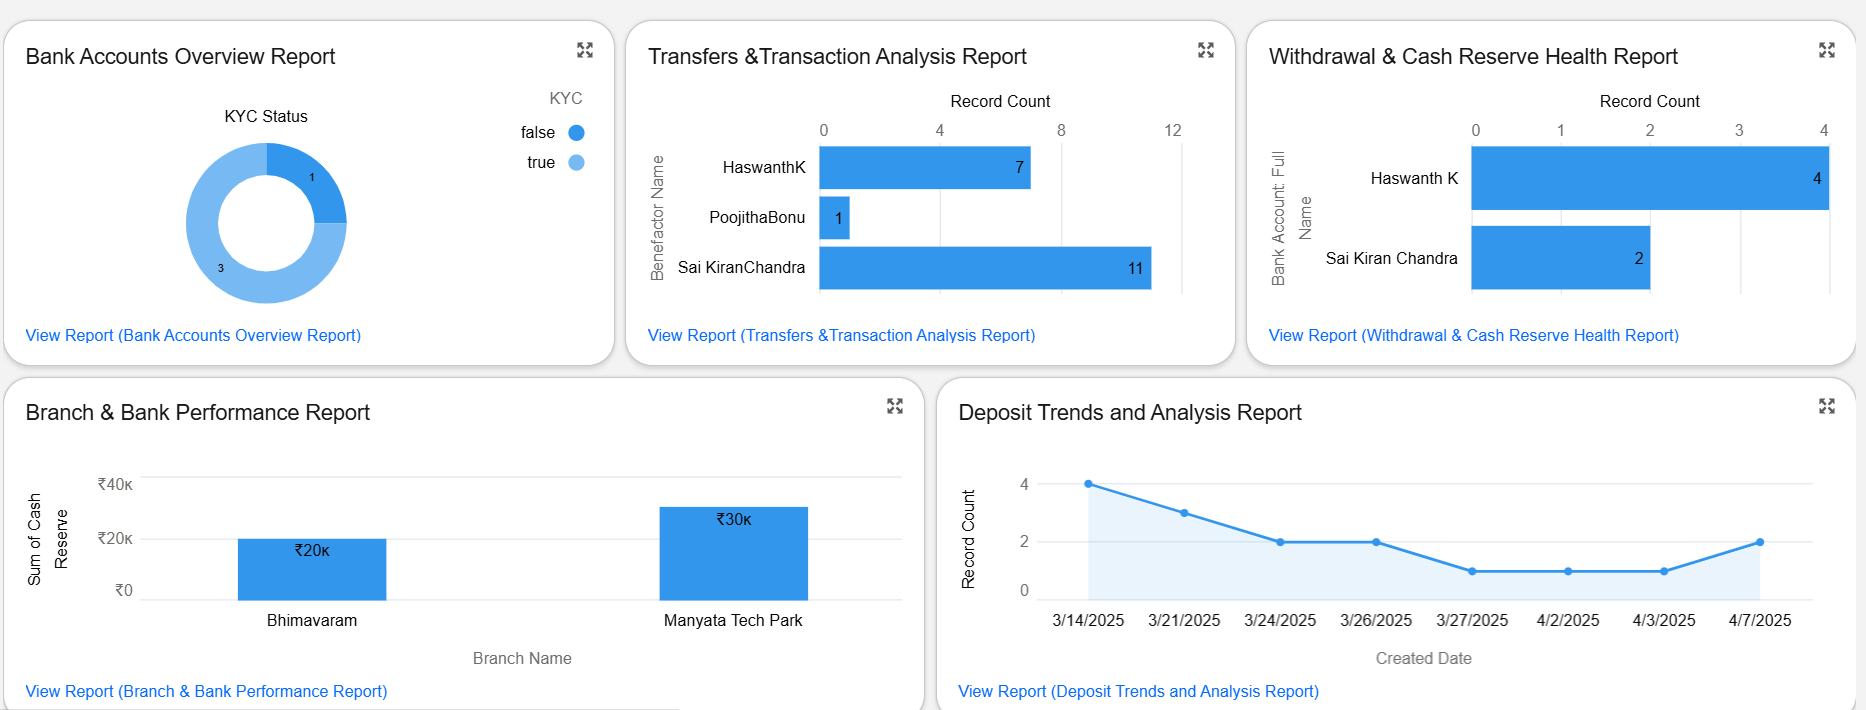 Bank Accounts Overview Report
KYC Status
KYC
false
true
1
3
View Report (Bank Accounts Overview Report)
Transfers &Transaction Analysis Report
Record Count
0 4 8 12
Benefactor Name
HaswanthK 7
PoojithaBonu 1
Sai KiranChandra 11
View Report (Transfers &Transaction Analysis Report)
Withdrawal & Cash Reserve Health Report
Record Count
0 1 2 3 4
Bank Account: Full
Name
Haswanth K 4
Sai Kiran Chandra 2
View Report (Withdrawal & Cash Reserve Health Report)
Branch & Bank Performance Report
Sum of Cash
Reserve
₹40K
₹20K
₹0
₹20K
₹30K
Bhimavaram Manyata Tech Park
Branch Name
View Report (Branch & Bank Performance Report)
Deposit Trends and Analysis Report
Record Count
4
2
0
3/14/2025 3/21/2025 3/24/2025 3/26/2025 3/27/2025 4/2/2025 4/3/2025 4/7/2025
Created Date
View Report (Deposit Trends and Analysis Report)